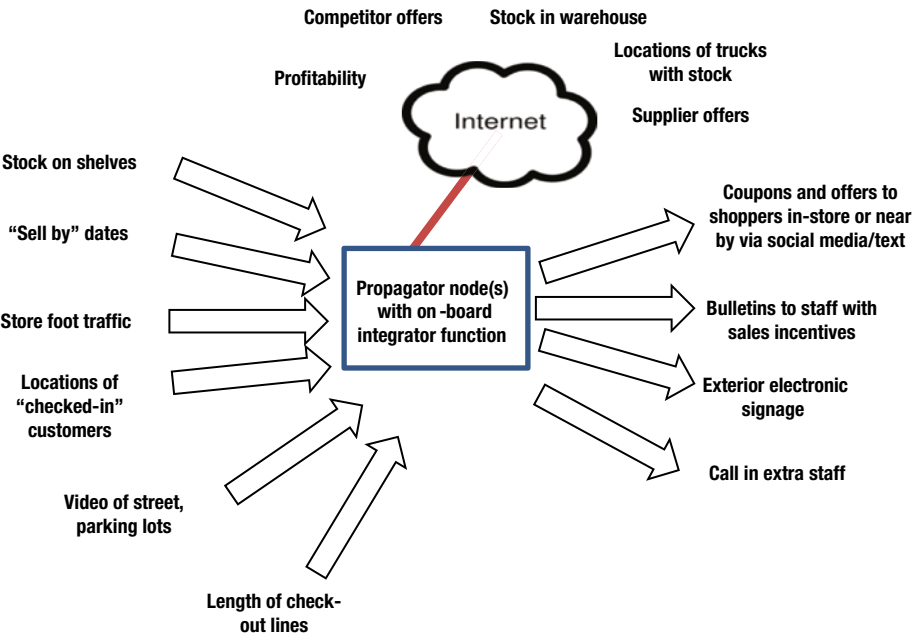 Competitor offers
Stock in warehouse
Locations of trucks
with stock
Profitability
Internet
Supplier offers
Stock on shelves
“Sell by” dates
Store foot traffic
Locations of
“checked-in”
customers
Video of street,
parking lots
Length of check-
out lines
Propagator node(s)
with on -board
integrator function
Coupons and offers to
shoppers in-store or near
by via social media/text
Bulletins to staff with
sales incentives
Exterior electronic
signage
Call in extra staff